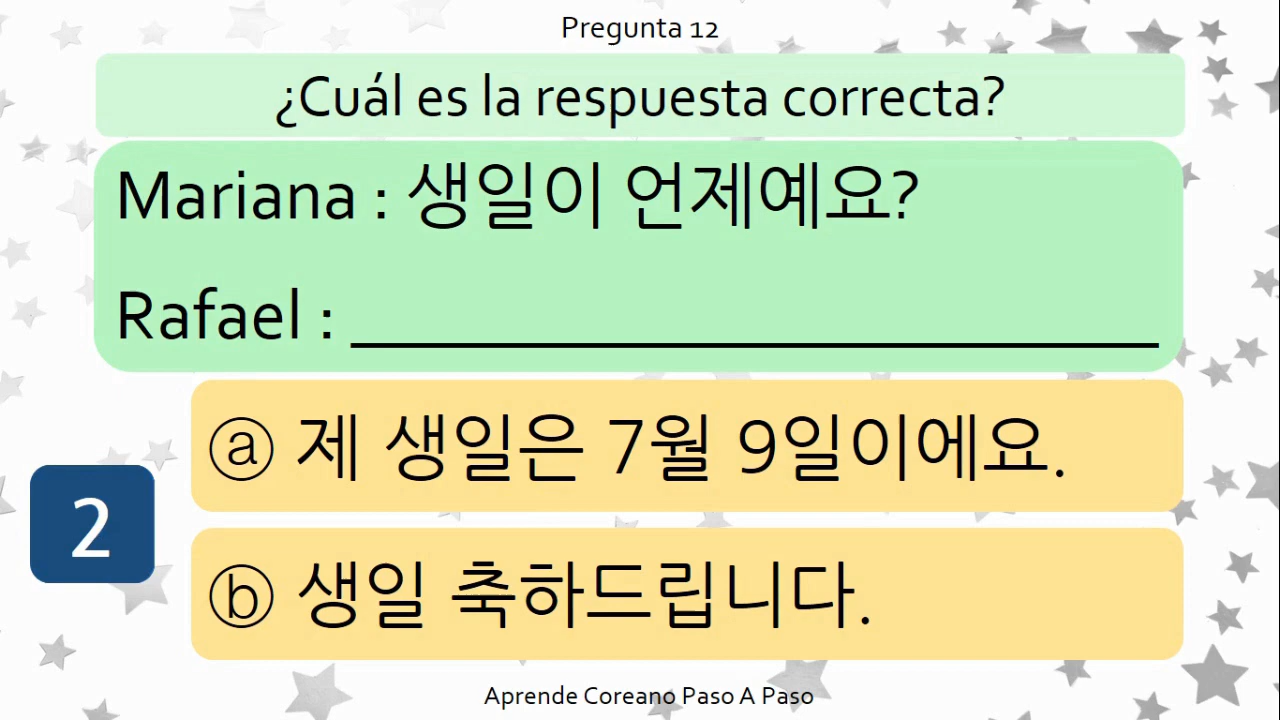 Pregunta 12
¿Cuál es la respuesta correcta?
Mariana : 생일이 언제예요?
Rafael : ____________________
ⓐ 제 생일은 7월 9일이에요.
2
ⓑ 생일 축하드립니다.
Aprende Coreano Paso A Paso